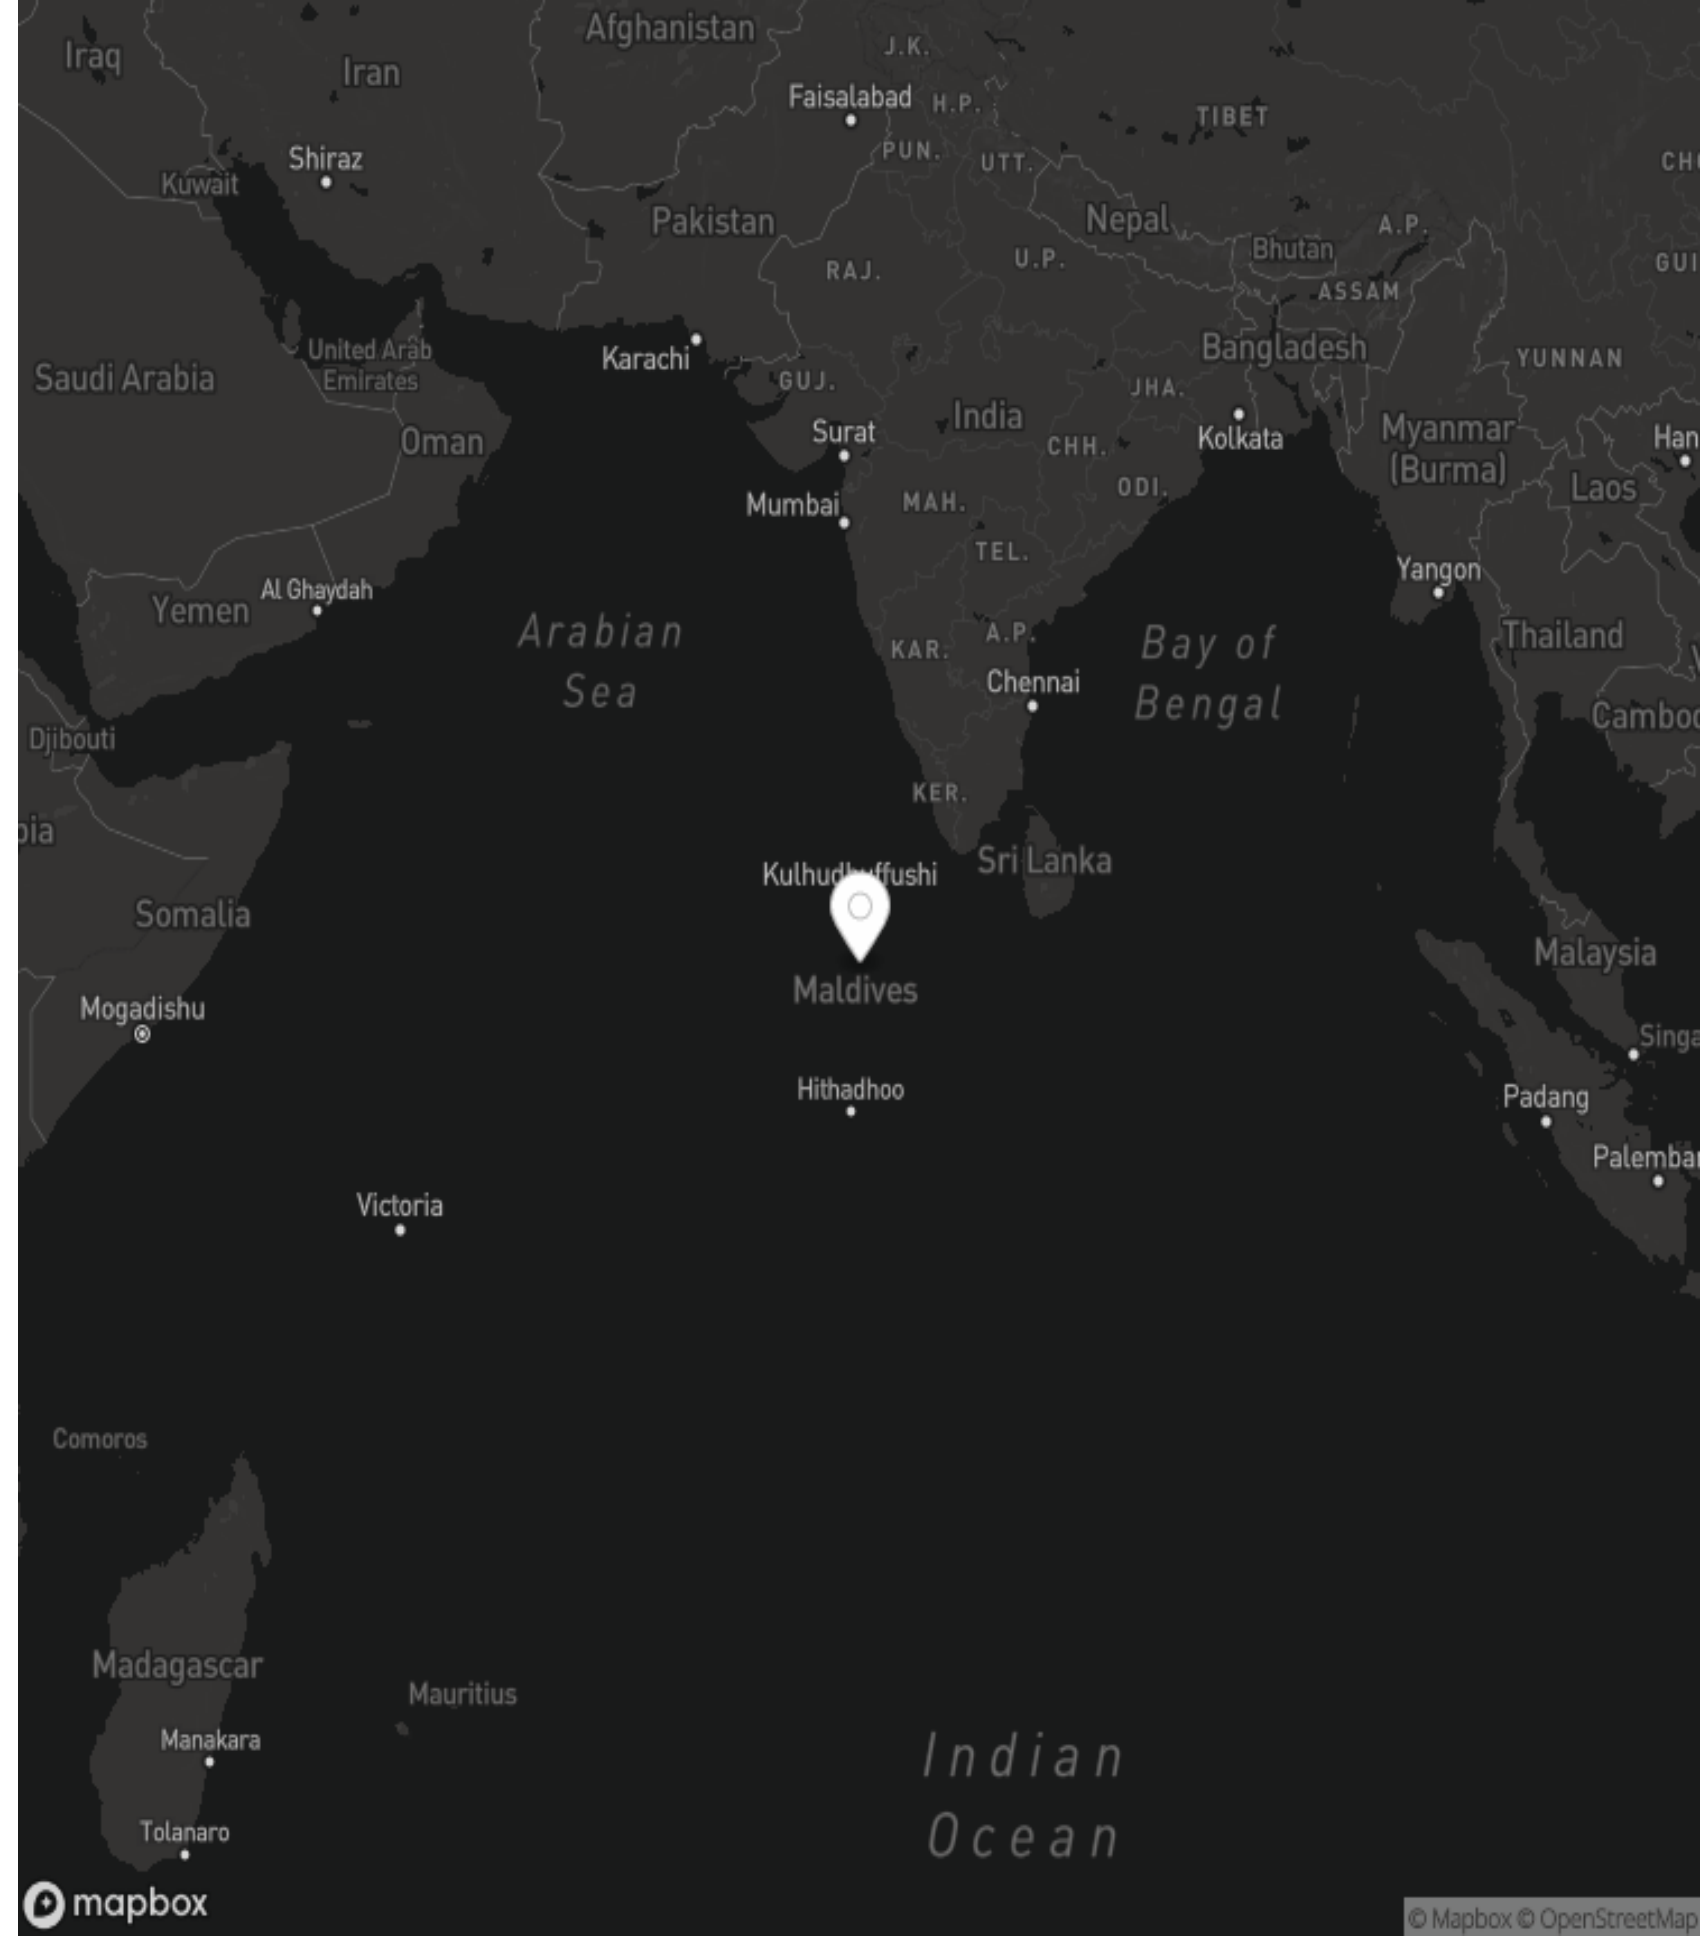 Afghanistan
J.K.
Iraq
Iran
Faisalabad
H.P.
TIBET
PUN.
Shiraz
UTT.
Kuwait
Pakistan
Nepal
A.P.
Bhutan
U.P.
RAJ.
ASSAM
Karachi
United Arab
Emirates
Bangladesh
YUNNAN
Saudi Arabia
GUJ.
JHA.
India
Oman
Surat
Kolkata
CHH.
Myanmar
(Burma)
Laos
ODI.
Mumbai
MAH.
TEL.
Yangon
Al Ghaydah
Yemen
Arabian
Sea
A.P.
KAR.
Bay of
Bengal
Thailand
Chennai
Djibouti
KER.
Sri Lanka
Kulhudhuffushi
Somalia
Malaysia
Maldives
Mogadishu
Hithadhoo
Padang
Victoria
Comoros
Madagascar
Mauritius
Manakara
Indian
Ocean
Tolanaro
mapbox
© Mapbox © OpenStreetMap